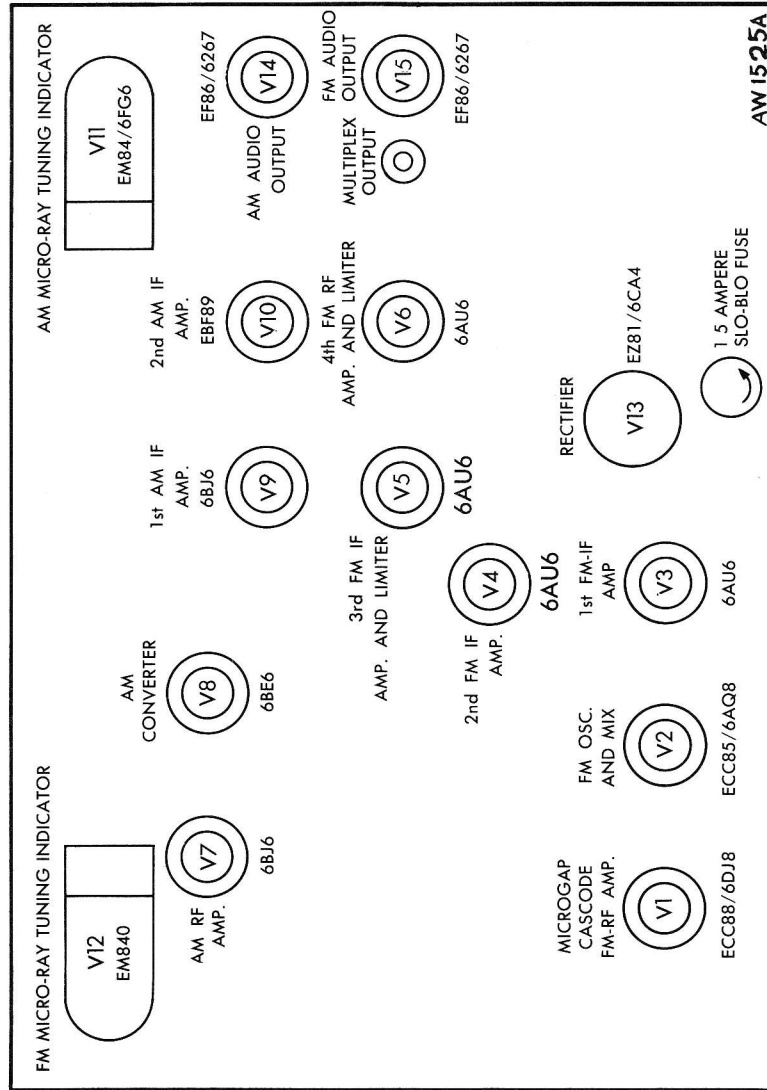 FM MICRO-RAY TUNING INDICATOR
V12
EM840
AM MICRO-RAY TUNING INDICATOR
V11
EM84/6FG6
AM RF
AMP.
V7
6BJ6
AM
CONVERTER
V8
6BE6
1st AM IF
AMP.
6BJ6
V9
2nd AM IF
AMP.
EBF89
V10
EF86/6267
V14
AM AUDIO
OUTPUT
3rd FM IF
AMP. AND LIMITER
V5
6AU6
4th FM RF
AMP. AND LIMITER
V6
6AU6
MULTIPLEX
OUTPUT
FM AUDIO
OUTPUT
V15
EF86/6267
2nd FM IF
AMP.
V4
6AU6
MICROGAP
CASCODE
FM-RF AMP.
V1
ECC88/6DJ8
FM OSC.
AND MIX
V2
ECC85/6AQ8
1st FM-IF
AMP
V3
6AU6
RECTIFIER
V13
EZ81/6CA4
1 5 AMPERE
SLO-BLO FUSE
AW1525A